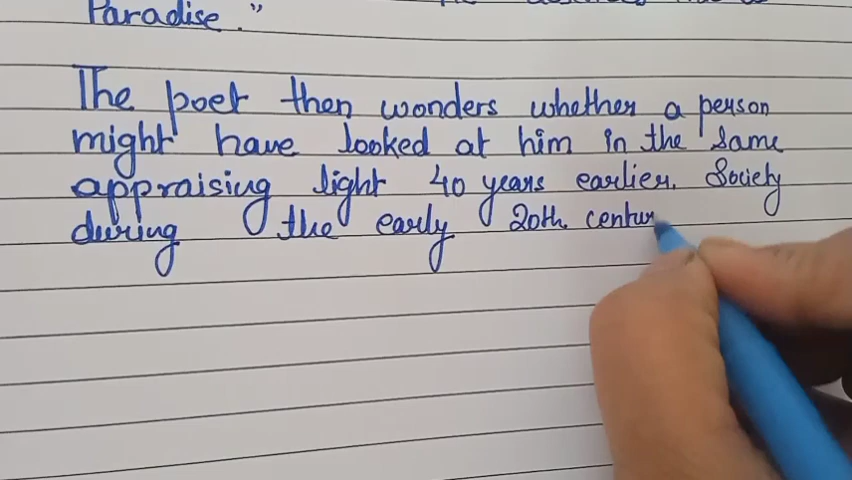 Paradise."
The poet then wonders whether a person
might have looked at him in the same
appraising light 40 years earlier. Society
during the early 20th centur